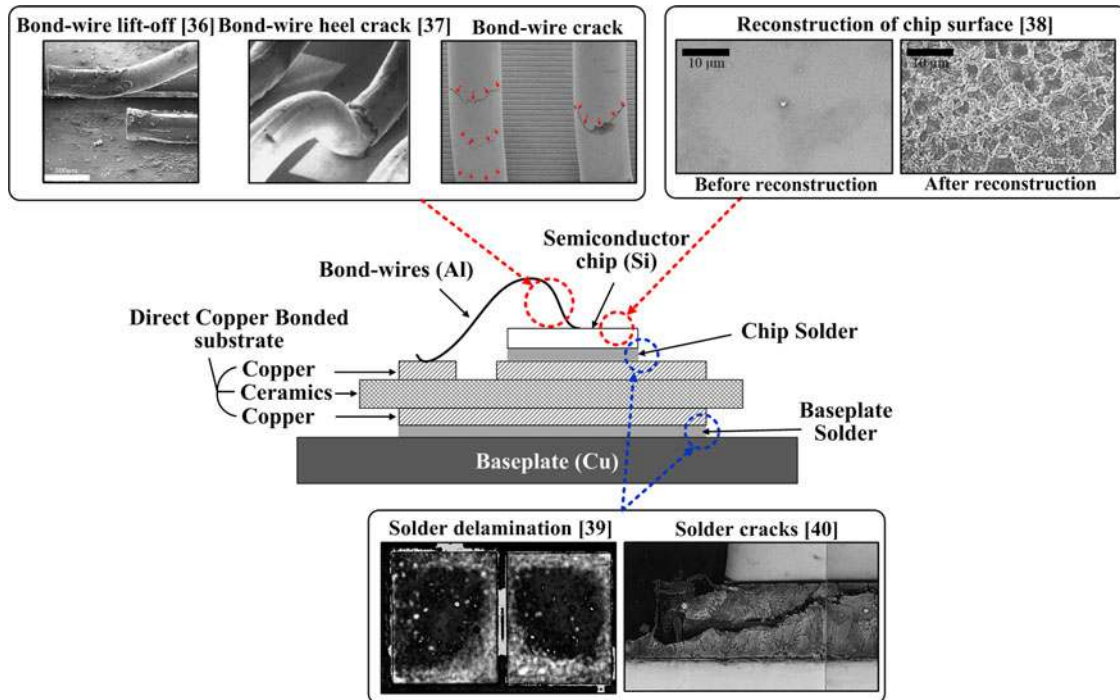 Bond-wire lift-off [36]
Bond-wire heel crack [37]
Bond-wire crack
Reconstruction of chip surface [38]
10 μm
10 μm
Before reconstruction
After reconstruction
Semiconductor
chip (Si)
Bond-wires (Al)
Direct Copper Bonded
substrate
Copper
Ceramics
Copper
Chip Solder
Baseplate
Solder
Baseplate (Cu)
Solder delamination [39]
Solder cracks [40]